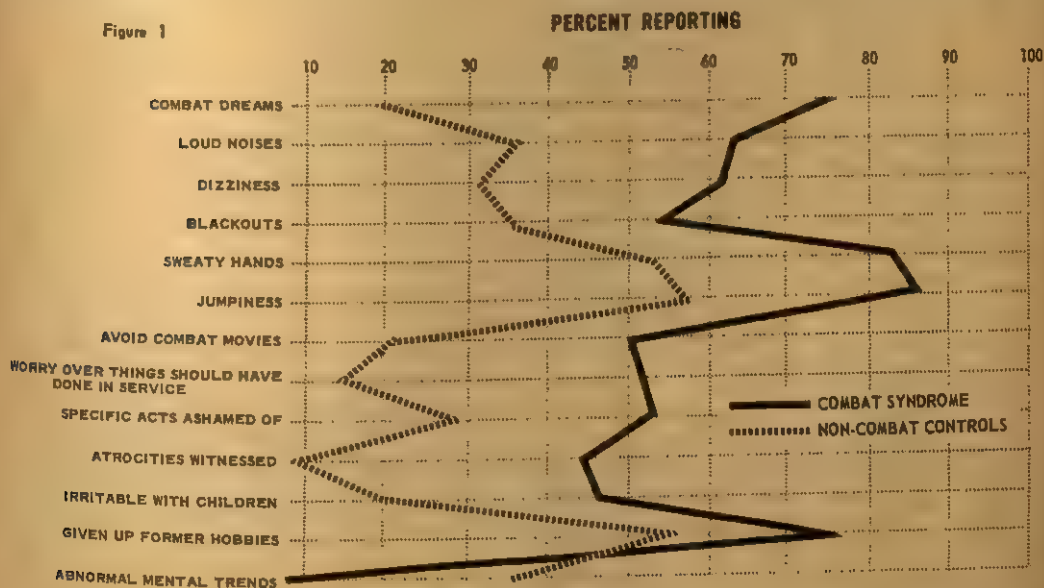 Figure 1
PERCENT REPORTING
10 20 30 40 50 60 70 80 90 100
COMBAT DREAMS
LOUD NOISES
DIZZINESS
BLACKOUTS
SWEATY HANDS
JUMPINESS
AVOID COMBAT MOVIES
WORRY OVER THINGS SHOULD HAVE
DONE IN SERVICE
SPECIFIC ACTS ASHAMED OF
COMBAT SYNDROME
NON-COMBAT CONTROLS
ATROCITIES WITNESSED
IRRITABLE WITH CHILDREN
GIVEN UP FORMER HOBBIES
ABNORMAL MENTAL TRENDS